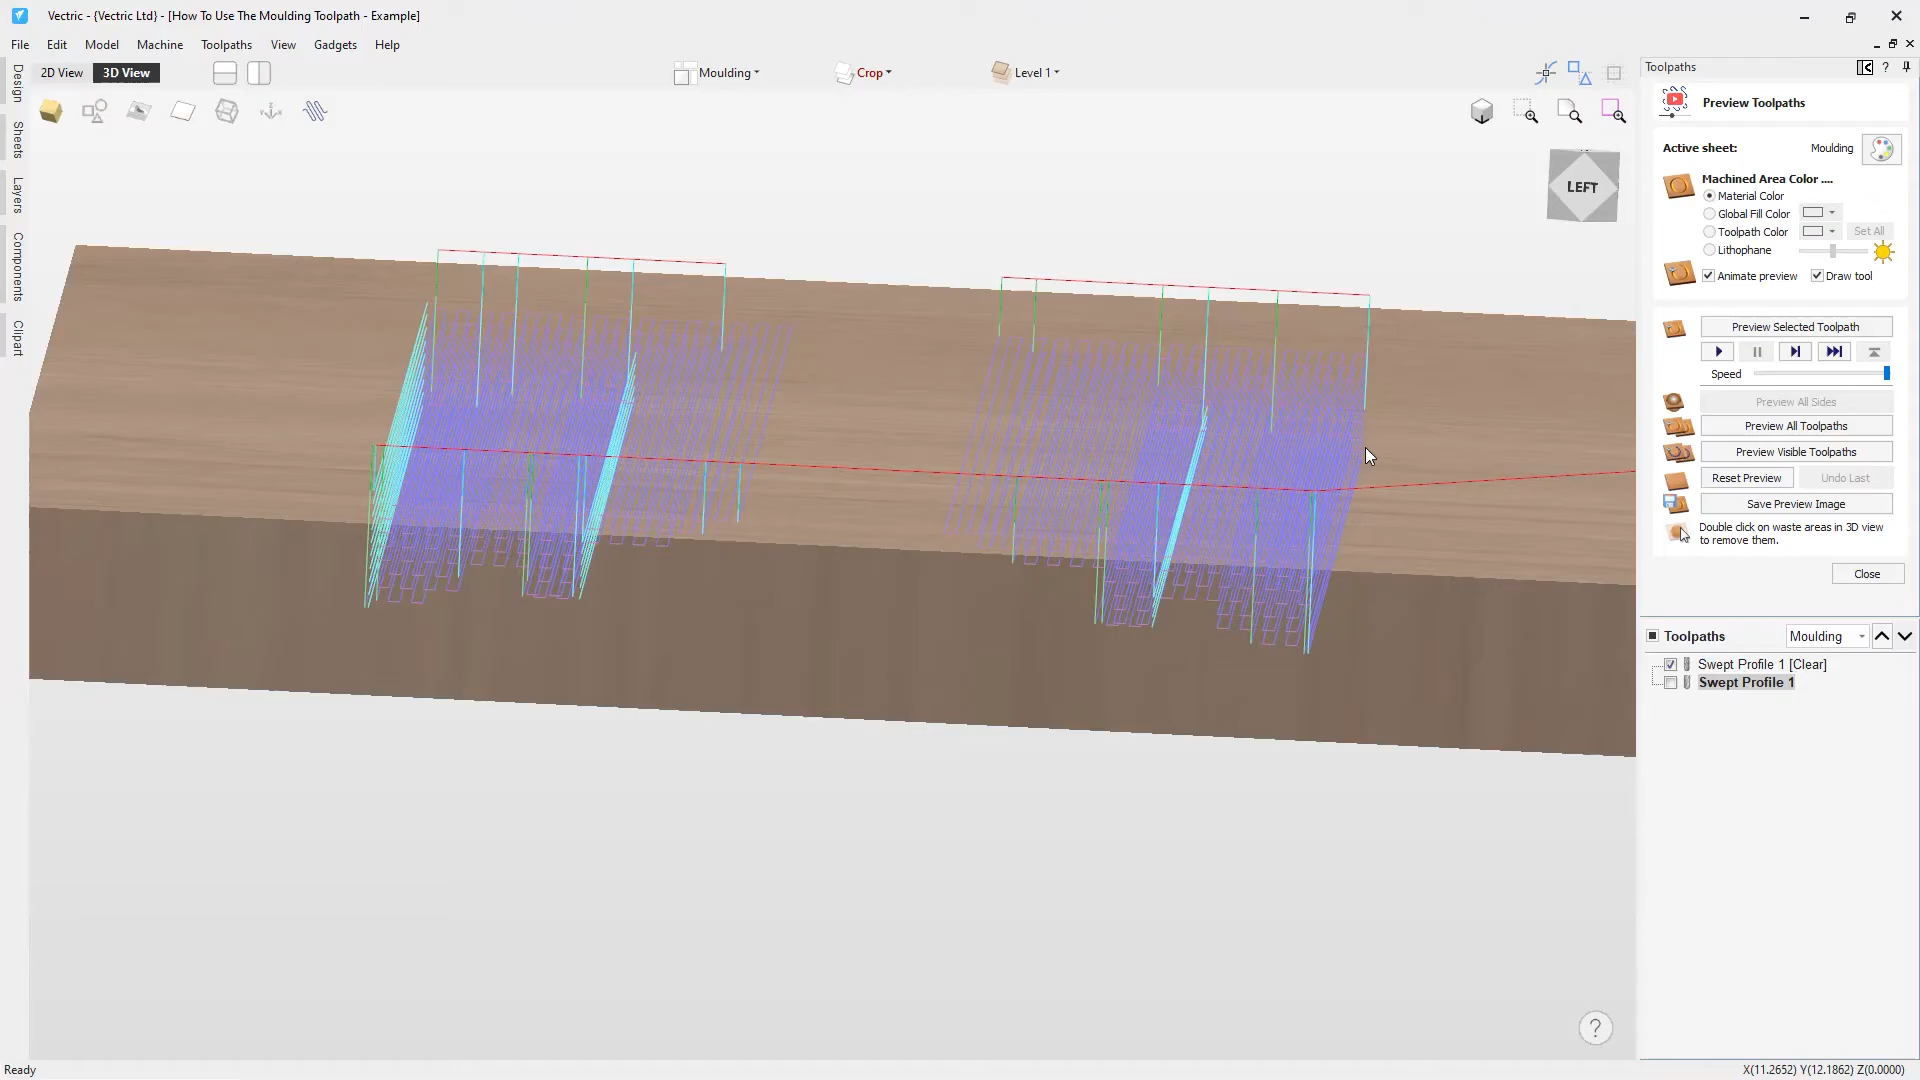 Vectric - {Vectric Ltd} - [How To Use The Moulding Toolpath - Example]
File Edit Model Machine Toolpaths View Gadgets Help
2D View 3D View Moulding Crop Level 1
Design
Sheets
Layers
Components
Clipart
LEFT
Toolpaths
Preview Toolpaths
Active sheet: Moulding
Machined Area Color ....
Material Color
Global Fill Color
Toolpath Color Set All
Lithophane
Animate preview Draw tool
Preview Selected Toolpath
Speed
Preview All Sides
Preview All Toolpaths
Preview Visible Toolpaths
Reset Preview Undo Last
Save Preview Image
Double click on waste areas in 3D view
to remove them.
Close
Toolpaths Moulding
Swept Profile 1 [Clear]
Swept Profile 1
?
Ready X(11.2652) Y(12.1862) Z(0.0000)